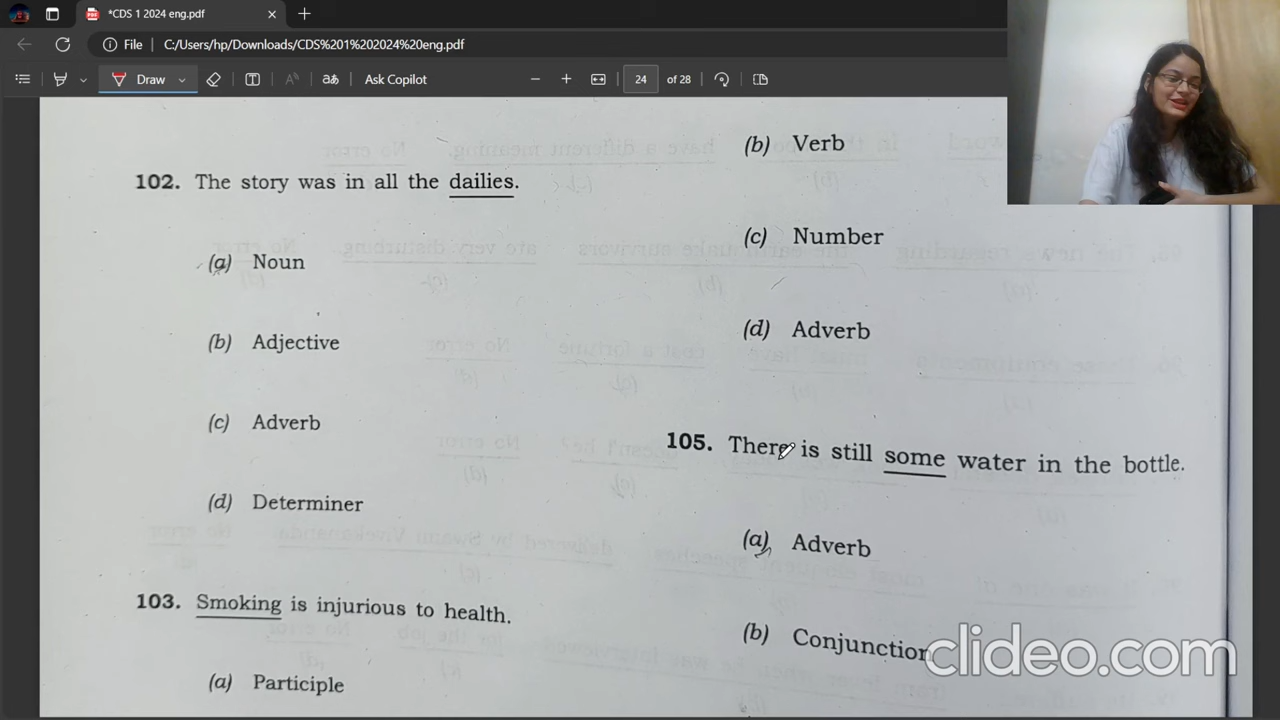 *CDS 1 2024 eng.pdf
File C:/Users/hp/Downloads/CDS%201%202024%20eng.pdf
Draw
Ask Copilot
24 of 28
102. The story was in all the dailies.
(a) Noun
(b) Adjective
(c) Adverb
(d) Determiner
103. Smoking is injurious to health.
(a) Participle
(b) Verb
(c) Number
(d) Adverb
105. There is still some water in the bottle.
(a) Adverb
(b) Conjunction
clideo.com